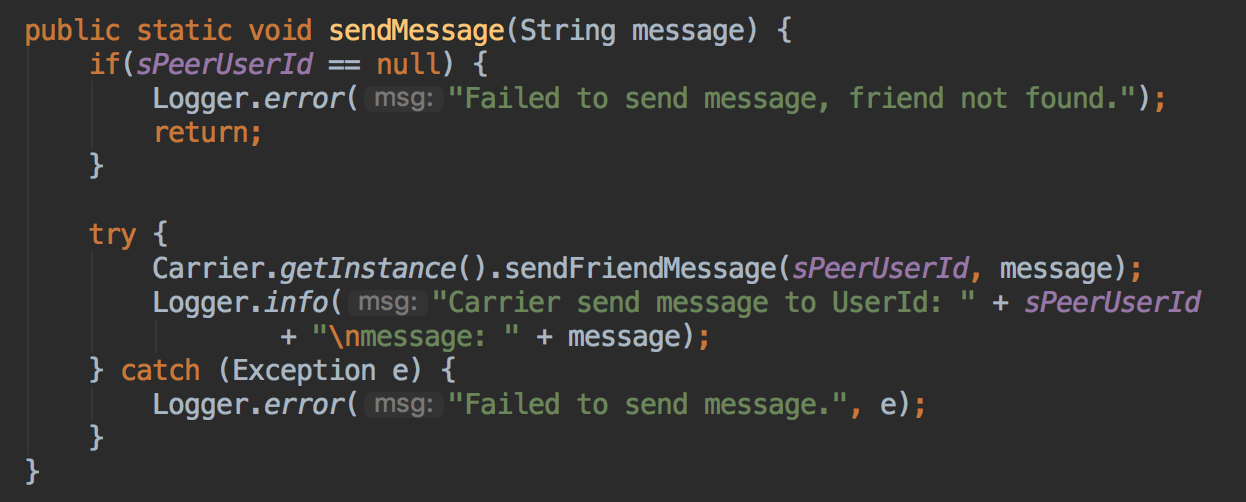 public static void sendMessage(String message) {
    if(sPeerUserId == null) {
        Logger.error( msg: "Failed to send message, friend not found.");
        return;
    }

    try {
        Carrier.getInstance().sendFriendMessage(sPeerUserId, message);
        Logger.info( msg: "Carrier send message to UserId: " + sPeerUserId
                + "\nmessage: " + message);
    } catch (Exception e) {
        Logger.error( msg: "Failed to send message.", e);
    }
}